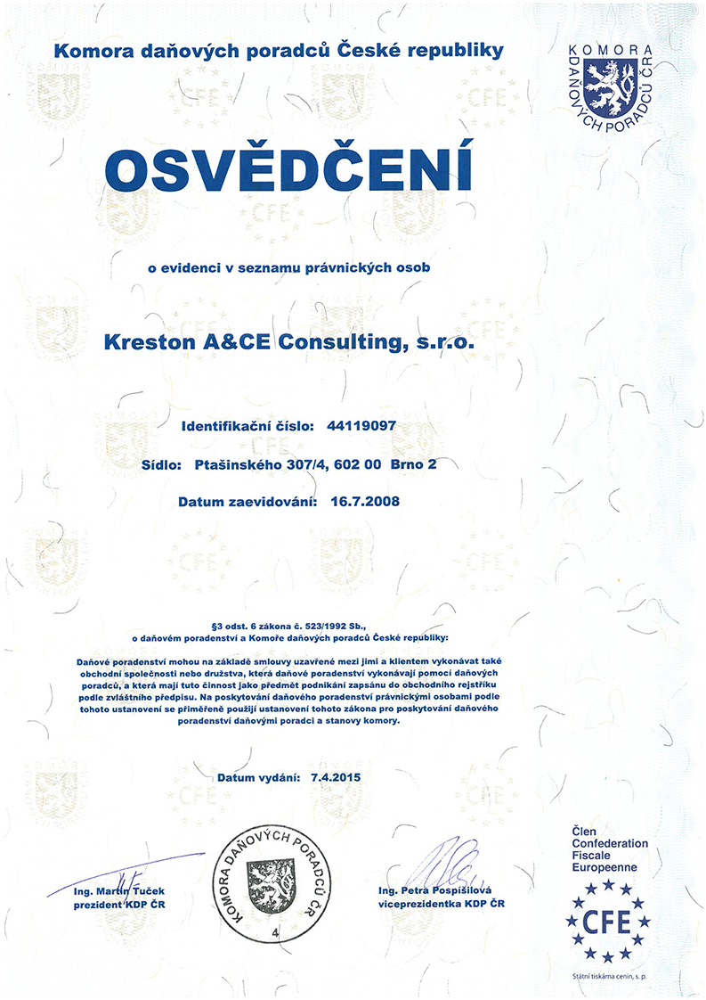 Komora daňových poradců České republiky
KOMORA
DAŇOVÝCH PORADCŮ ČR
OSVĚDČENÍ
o evidenci v seznamu právnických osob
Kreston A&CE Consulting, s.r.o.
Identifikační číslo: 44119097
Sídlo: Ptašinského 307/4, 602 00 Brno 2
Datum zaevidování: 16.7.2008
§3 odst. 6 zákona č. 523/1992 Sb.,
o daňovém poradenství a Komoře daňových poradců České republiky:
Daňové poradenství mohou na základě smlouvy uzavřené mezi jimi a klientem vykonávat také
obchodní společnosti nebo družstva, která daňové poradenství vykonávají pomocí daňových
poradců, a která mají tuto činnost jako předmět podnikání zapsánu do obchodního rejstříku
podle zvláštního předpisu. Na poskytování daňového poradenství právnickými osobami podle
tohoto ustanovení se přiměřeně použijí ustanovení tohoto zákona pro poskytování daňového
poradenství daňovými poradci a stanovy komory.
Datum vydání: 7.4.2015
KOMORA DAŇOVÝCH PORADCŮ ČR
4
Ing. Martin Tuček
prezident KDP ČR
Ing. Petra Pospíšilová
viceprezidentka KDP ČR
Člen
Confederation
Fiscale
Europeenne
CFE
Státní tiskárna cenin, s. p.